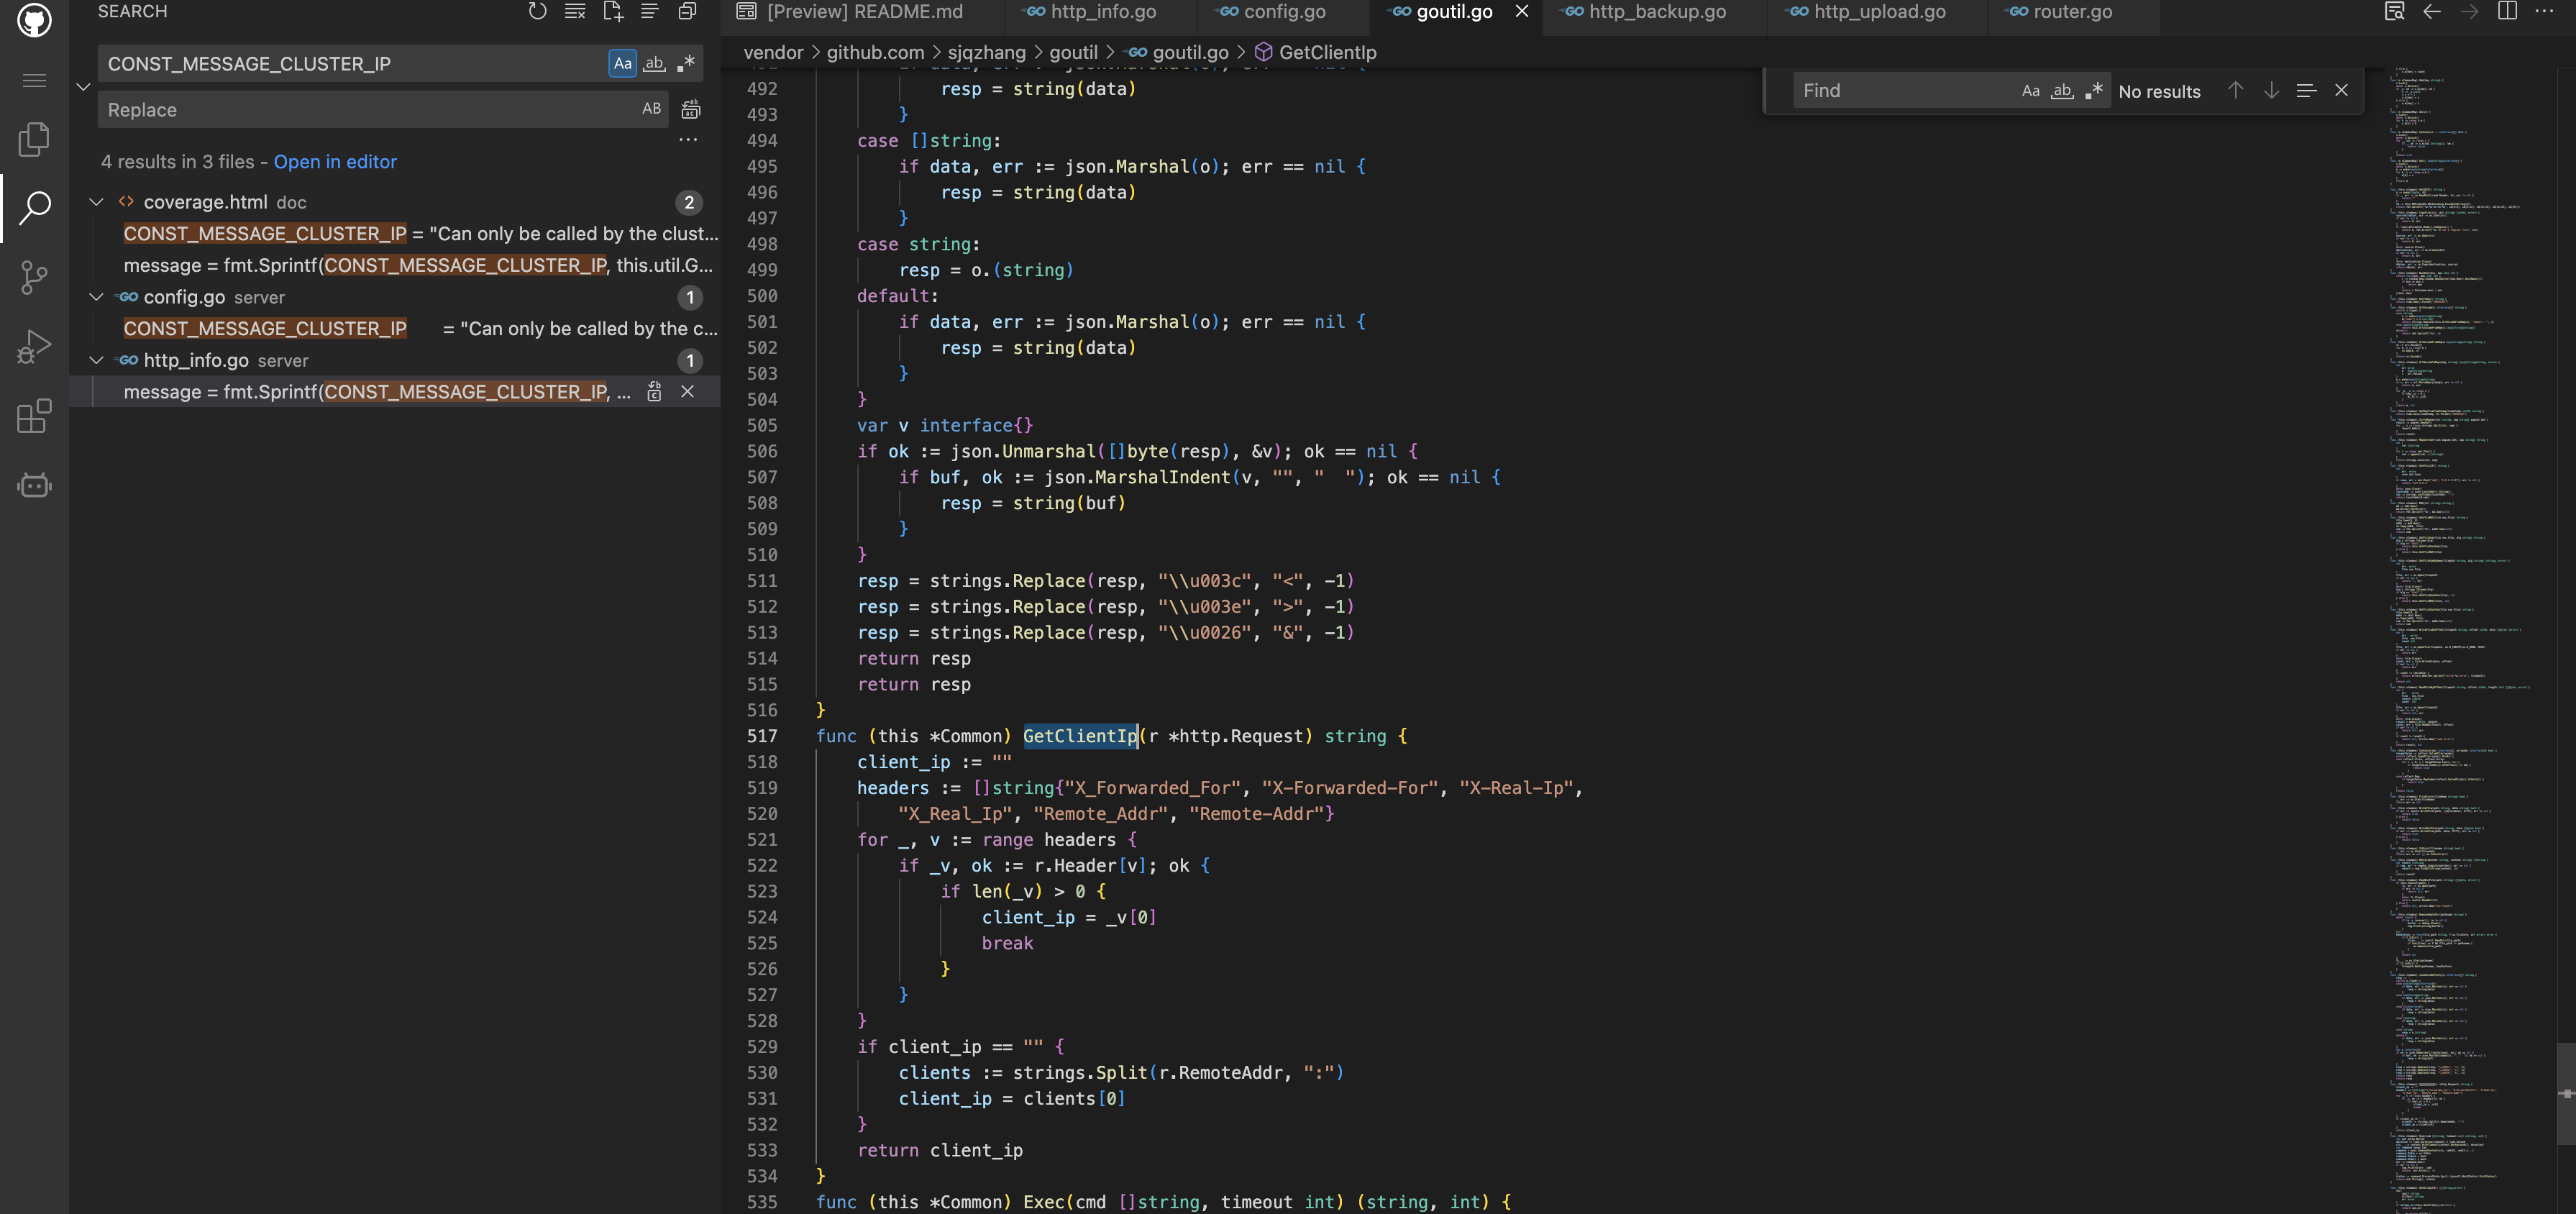 SEARCH
CONST_MESSAGE_CLUSTER_IP
Aa
ab
Replace
AB
4 results in 3 files - Open in editor
coverage.html doc
2
CONST_MESSAGE_CLUSTER_IP = "Can only be called by the clust...
message = fmt.Sprintf(CONST_MESSAGE_CLUSTER_IP, this.util.G...
config.go server
1
CONST_MESSAGE_CLUSTER_IP = "Can only be called by the c...
http_info.go server
1
message = fmt.Sprintf(CONST_MESSAGE_CLUSTER_IP, ...
[Preview] README.md
http_info.go
config.go
goutil.go
http_backup.go
http_upload.go
router.go
vendor > github.com > sjqzhang > goutil > goutil.go > GetClientIp
Find
Aa
ab
No results
492 resp = string(data)
493 }
494 case []string:
495 if data, err := json.Marshal(o); err == nil {
496 resp = string(data)
497 }
498 case string:
499 resp = o.(string)
500 default:
501 if data, err := json.Marshal(o); err == nil {
502 resp = string(data)
503 }
504 }
505 var v interface{}
506 if ok := json.Unmarshal([]byte(resp), &v); ok == nil {
507 if buf, ok := json.MarshalIndent(v, "", "  "); ok == nil {
508 resp = string(buf)
509 }
510 }
511 resp = strings.Replace(resp, "\\u003c", "<", -1)
512 resp = strings.Replace(resp, "\\u003e", ">", -1)
513 resp = strings.Replace(resp, "\\u0026", "&", -1)
514 return resp
515 return resp
516 }
517 func (this *Common) GetClientIp(r *http.Request) string {
518 client_ip := ""
519 headers := []string{"X_Forwarded_For", "X-Forwarded-For", "X-Real-Ip",
520 "X_Real_Ip", "Remote_Addr", "Remote-Addr"}
521 for _, v := range headers {
522 if _v, ok := r.Header[v]; ok {
523 if len(_v) > 0 {
524 client_ip = _v[0]
525 break
526 }
527 }
528 }
529 if client_ip == "" {
530 clients := strings.Split(r.RemoteAddr, ":")
531 client_ip = clients[0]
532 }
533 return client_ip
534 }
535 func (this *Common) Exec(cmd []string, timeout int) (string, int) {